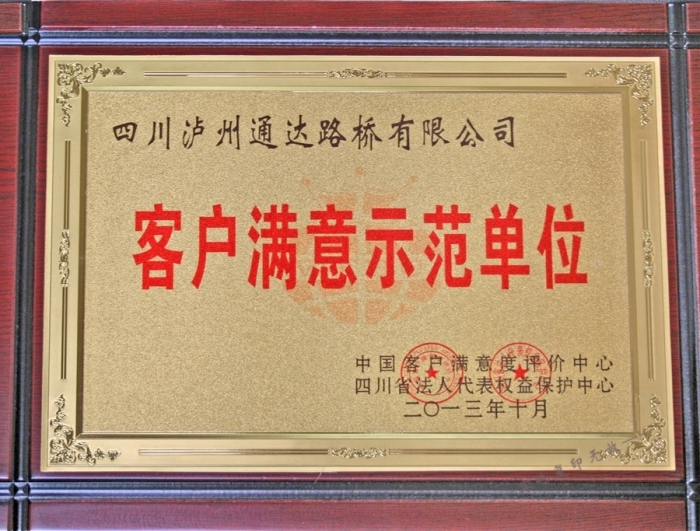 四川泸州通达路桥有限公司
客户满意示范单位
中国客户满意度评价中心
四川省法人代表权益保护中心
二〇一三年十月